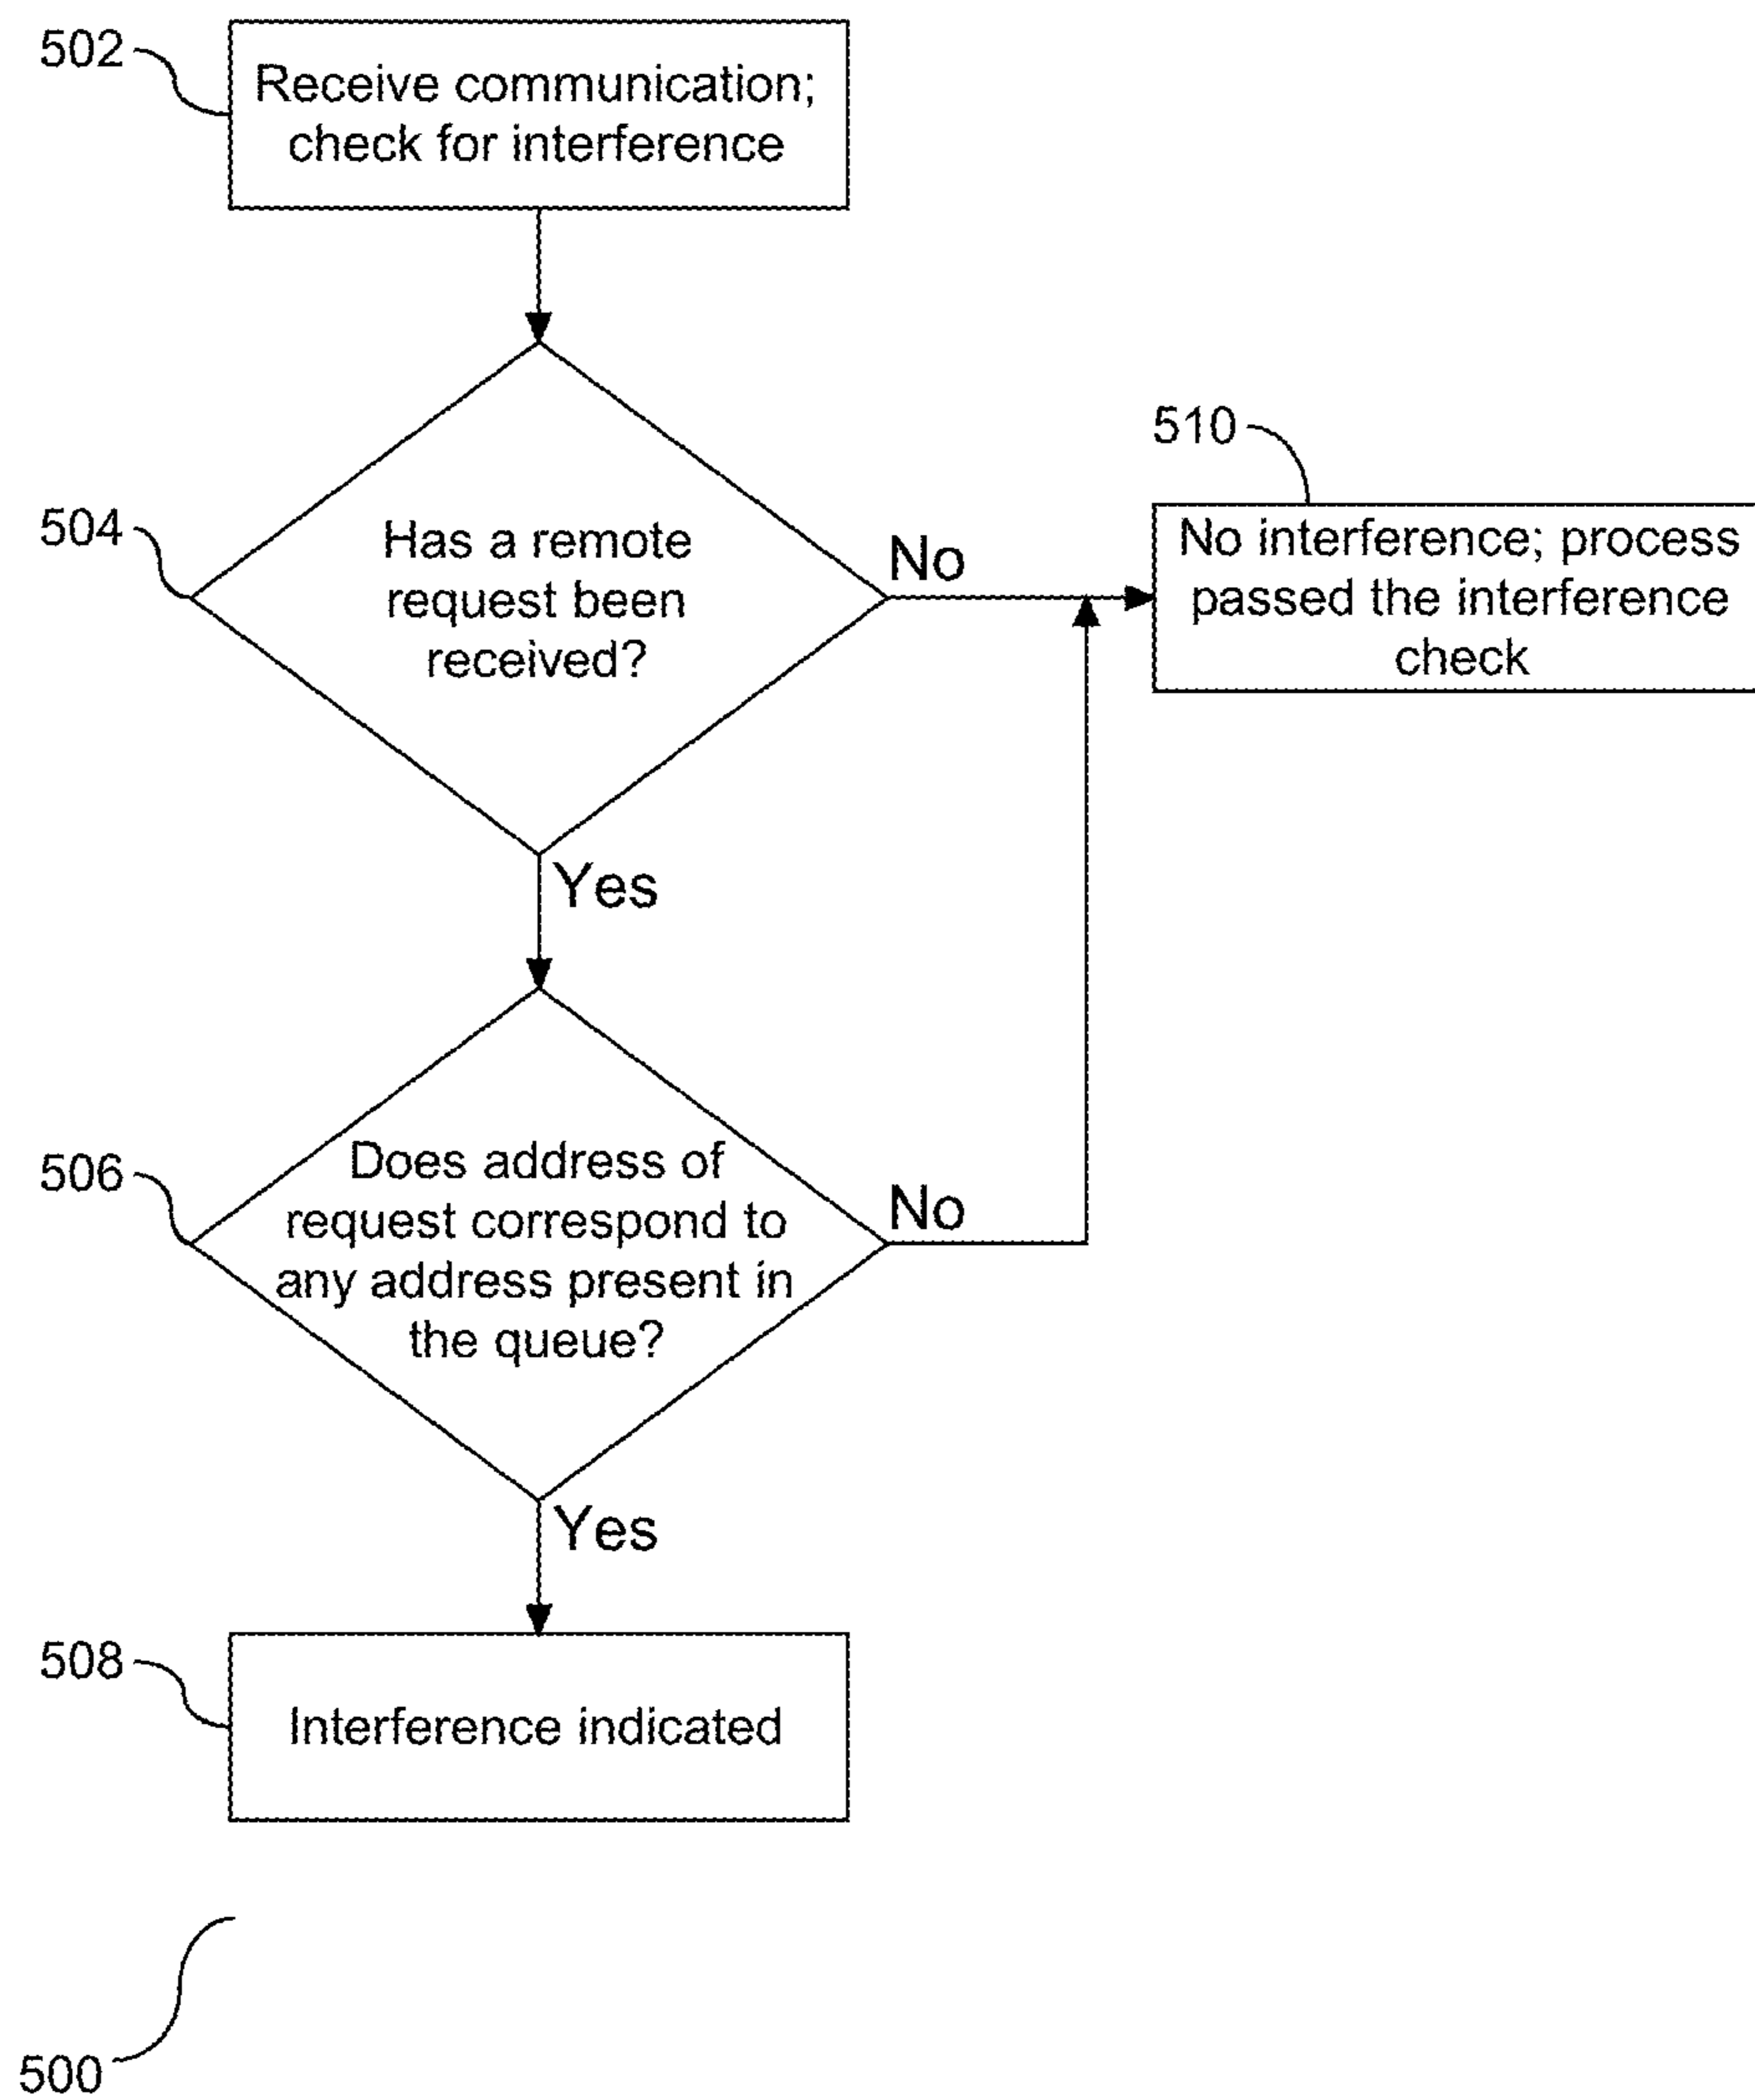 502
Receive communication;
check for interference
504
Has a remote
request been
received?
No
510
No interference; process
passed the interference
check
Yes
506
Does address of
request correspond to
any address present in
the queue?
No
Yes
508
Interference indicated
500